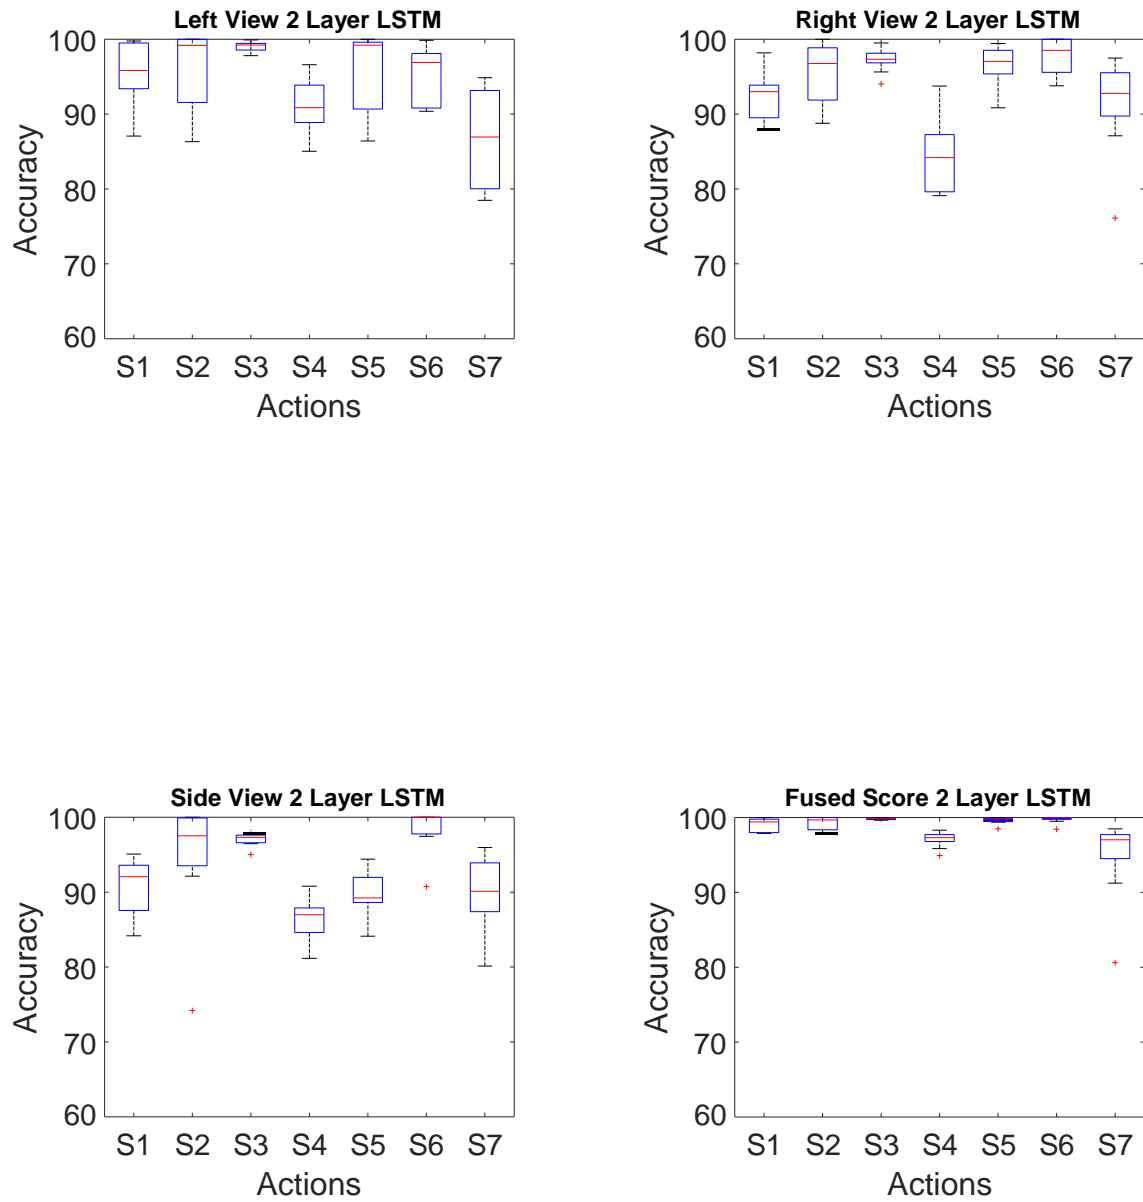 Left View 2 Layer LSTM
100
90
80
70
60
Accuracy
S1 S2 S3 S4 S5 S6 S7
Actions
Right View 2 Layer LSTM
100
90
80
70
60
Accuracy
S1 S2 S3 S4 S5 S6 S7
Actions
Side View 2 Layer LSTM
100
90
80
70
60
Accuracy
S1 S2 S3 S4 S5 S6 S7
Actions
Fused Score 2 Layer LSTM
100
90
80
70
60
Accuracy
S1 S2 S3 S4 S5 S6 S7
Actions